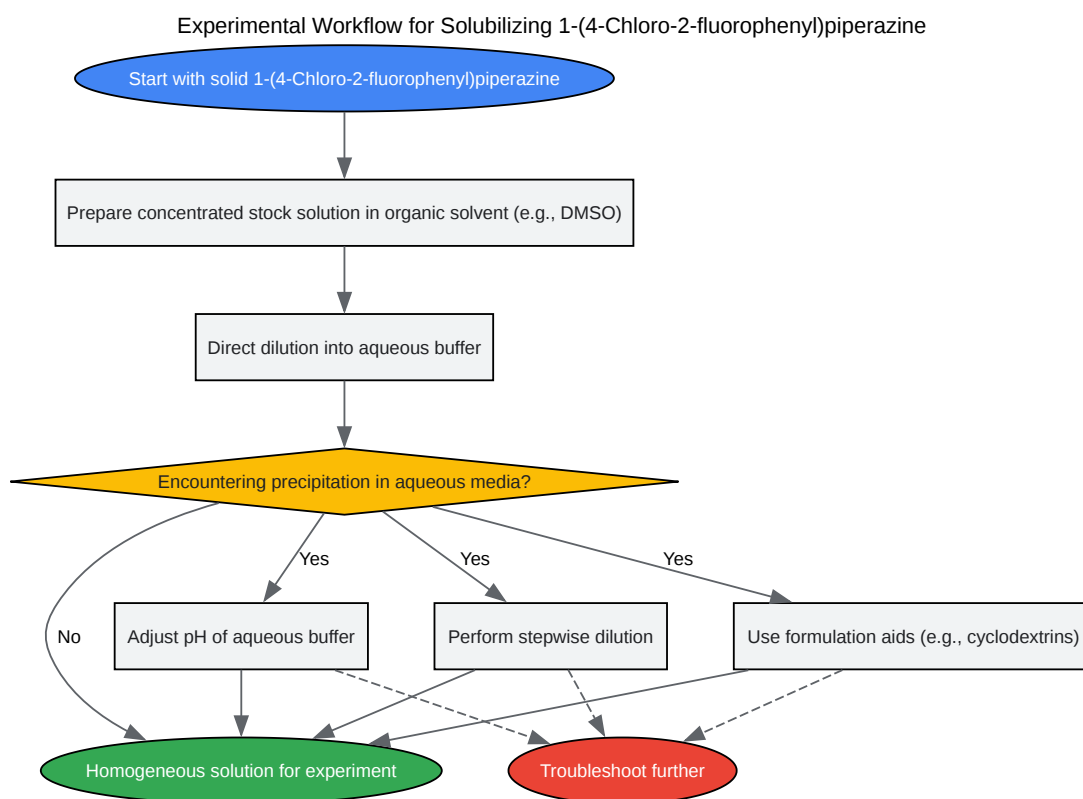 Experimental Workflow for Solubilizing 1-(4-Chloro-2-fluorophenyl)piperazine
Start with solid 1-(4-Chloro-2-fluorophenyl)piperazine
Prepare concentrated stock solution in organic solvent (e.g., DMSO)
Direct dilution into aqueous buffer
Encountering precipitation in aqueous media?
Yes
Yes
Yes
No
Adjust pH of aqueous buffer
Perform stepwise dilution
Use formulation aids (e.g., cyclodextrins)
Homogeneous solution for experiment
Troubleshoot further